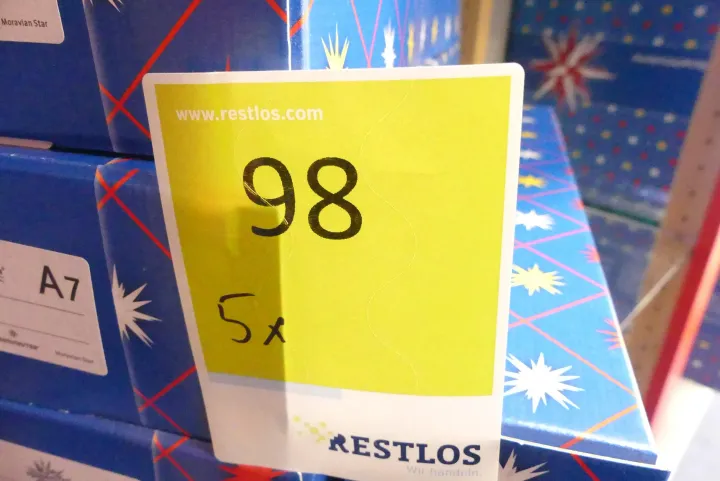 Moravian Star
www.restlos.com
98
5x
A7
Moravian Star
RESTLOS
Wir handeln.